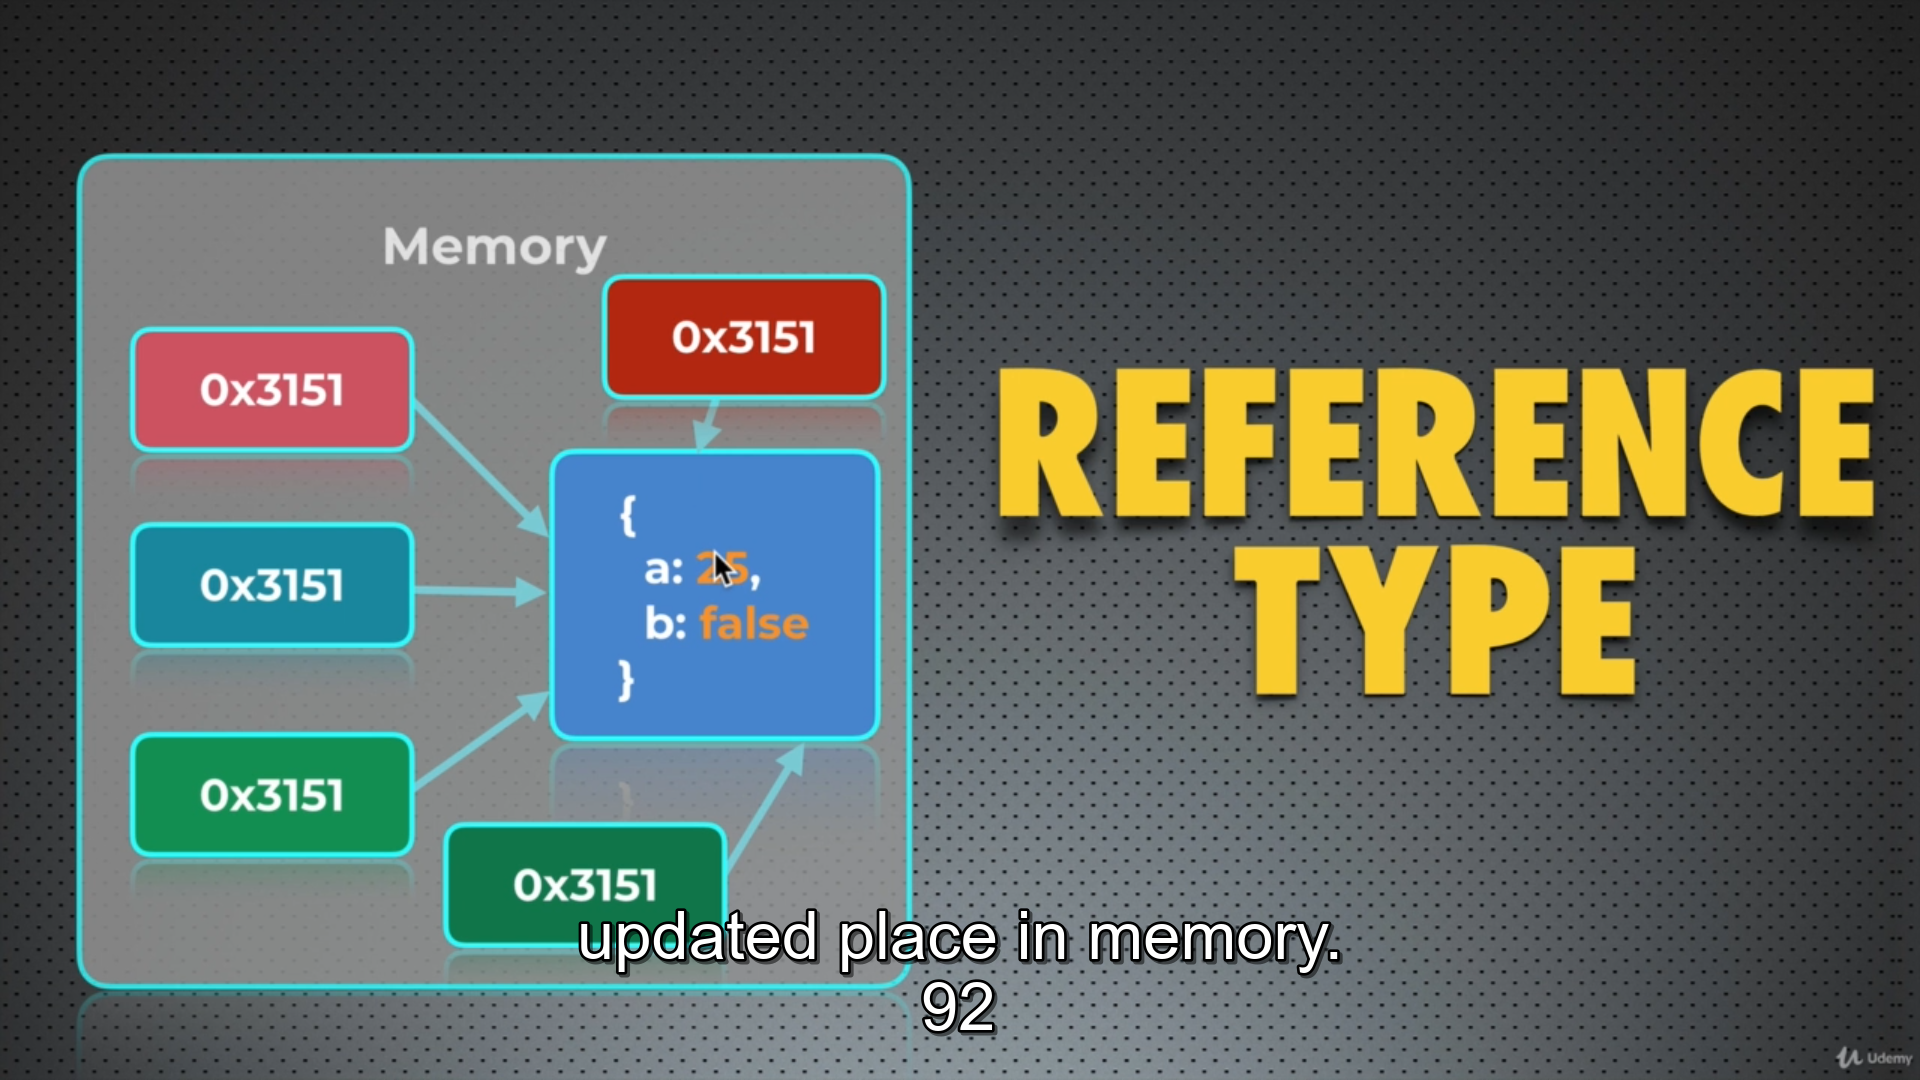 Memory
0x3151
0x3151
REFERENCE
TYPE
{
a: 25,
b: false
}
0x3151
0x3151
}
0x3151
updated place in memory.
92
Udemy